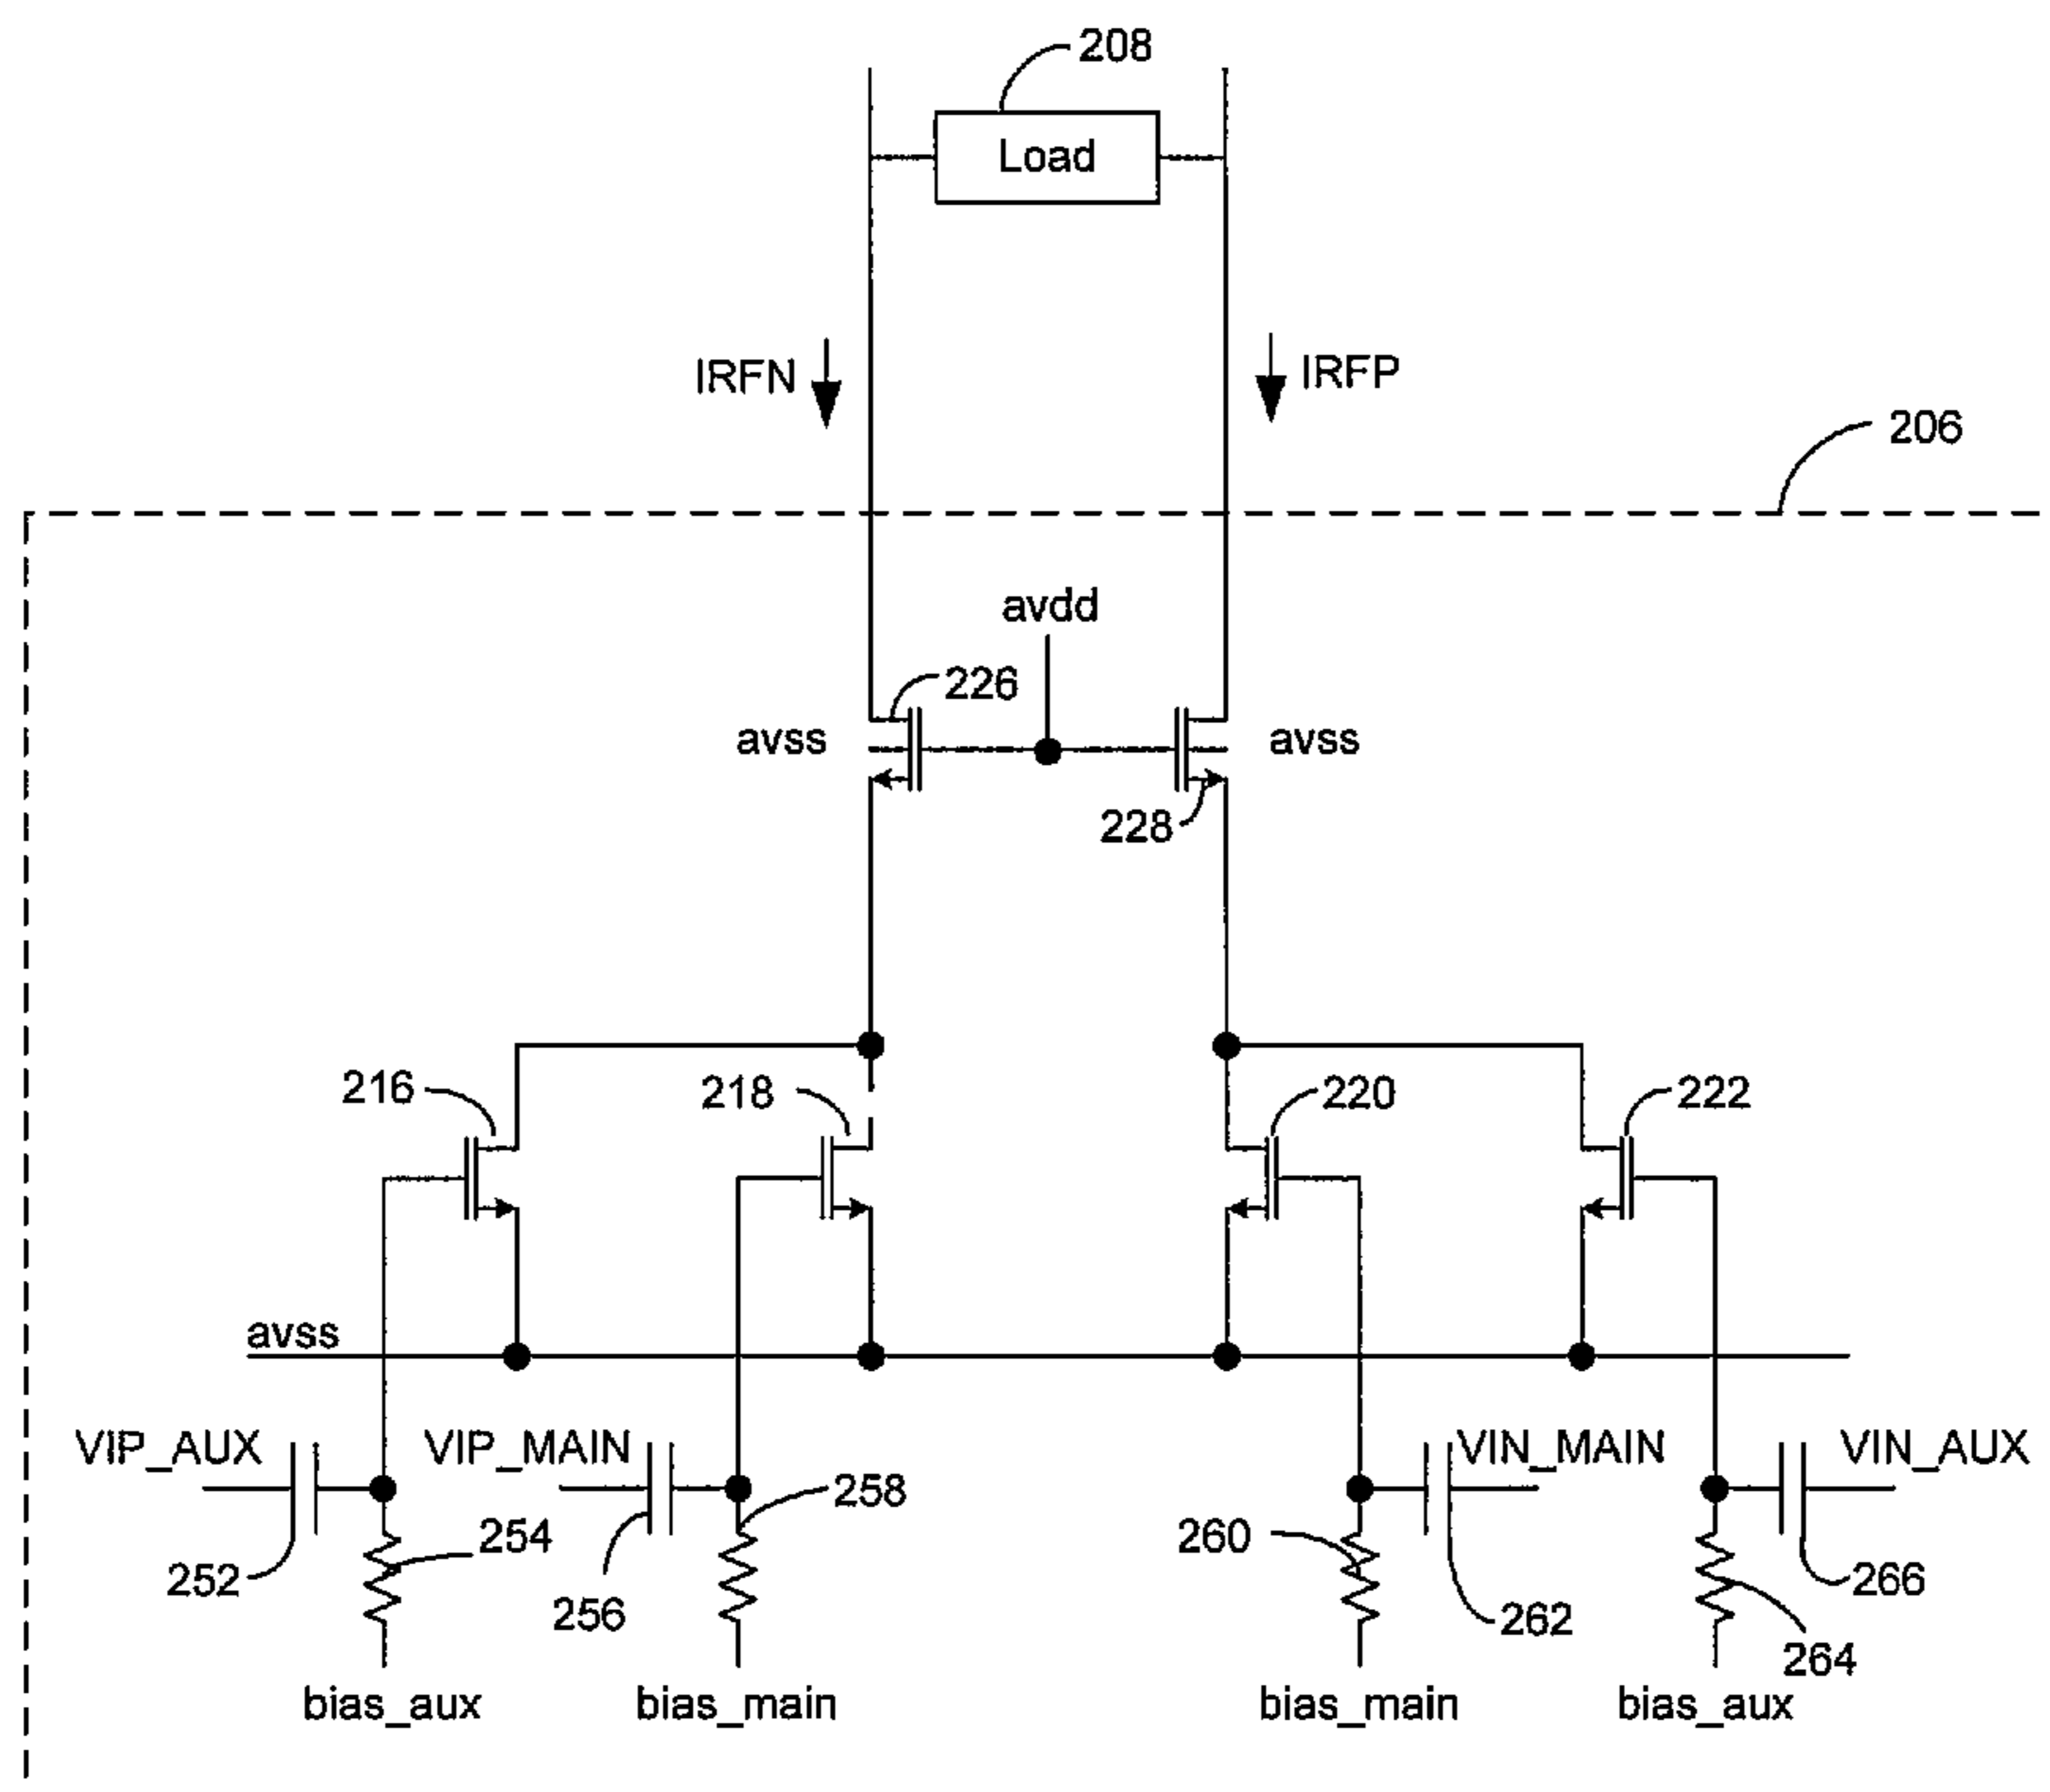 208
Load
IRFN
IRFP
206
avdd
226
avss
avss
228
216
218
220
222
avss
VIP_AUX
VIP_MAIN
VIN_MAIN
VIN_AUX
258
254
260
252
266
256
262
264
bias_aux
bias_main
bias_main
bias_aux